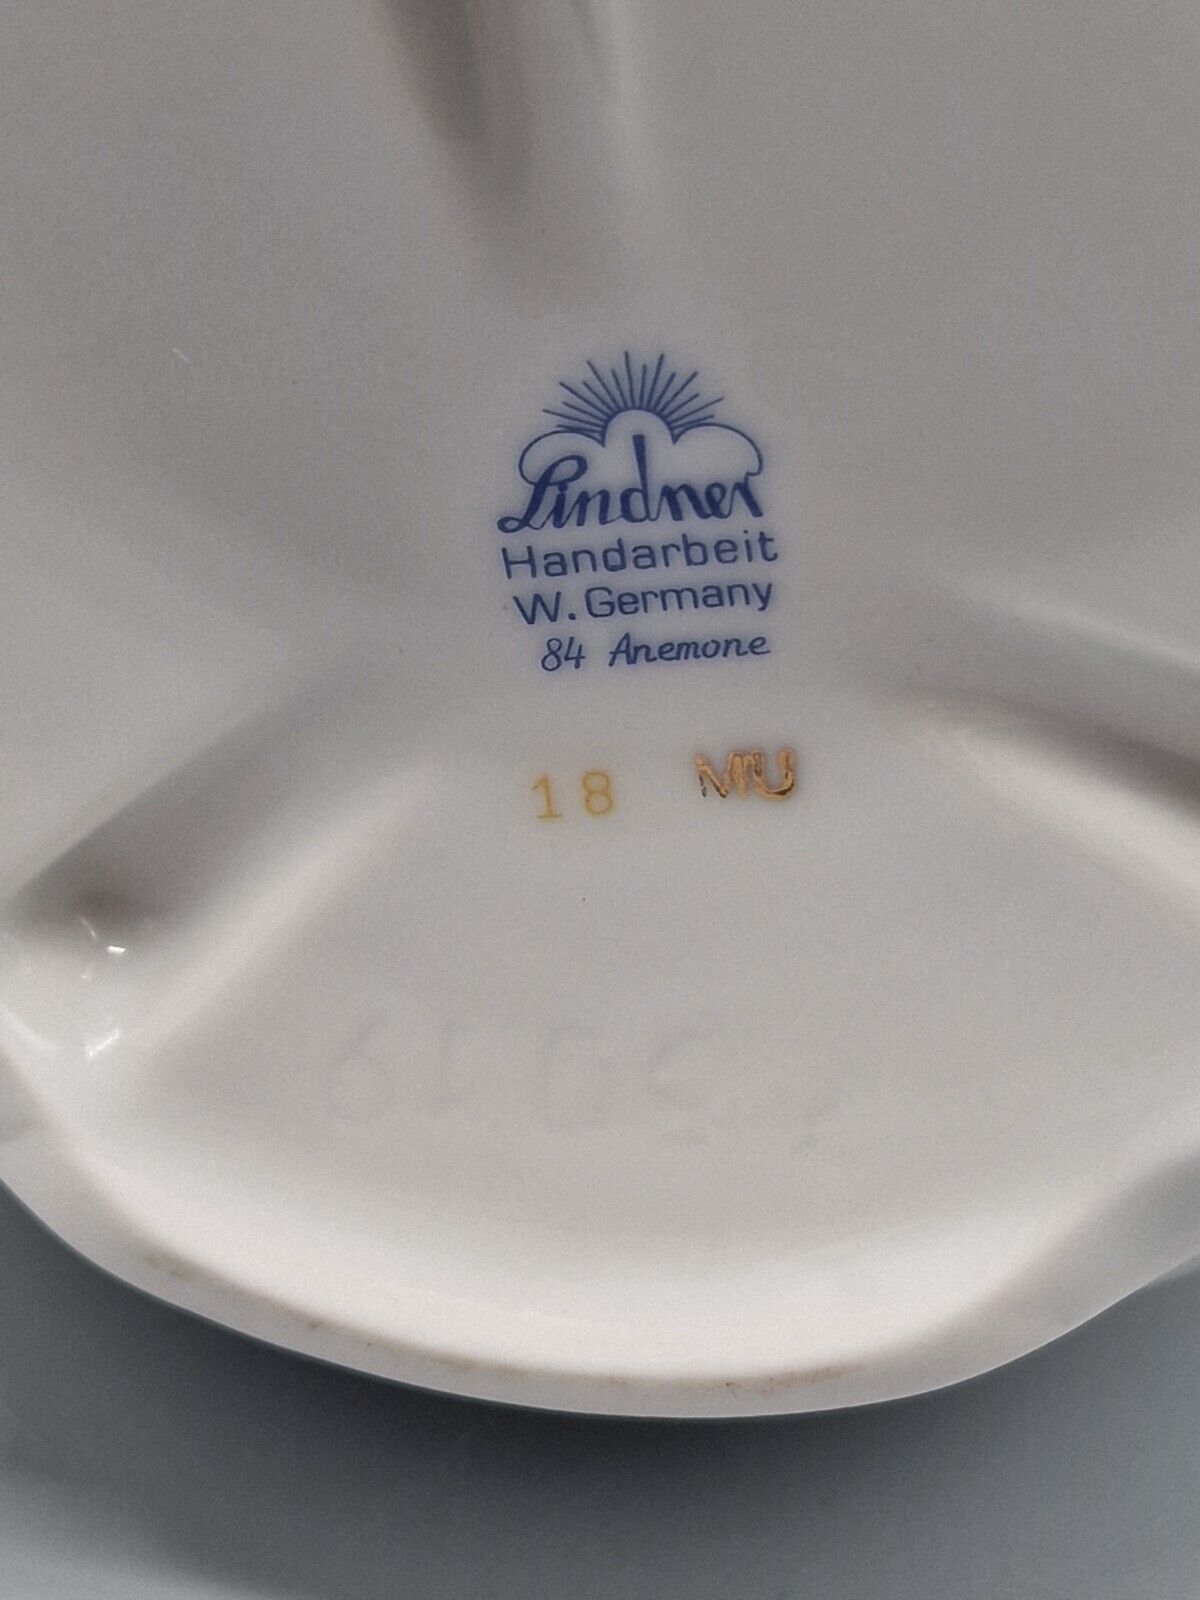 Lindner
Handarbeit
W. Germany
84 Anemone
18 MU